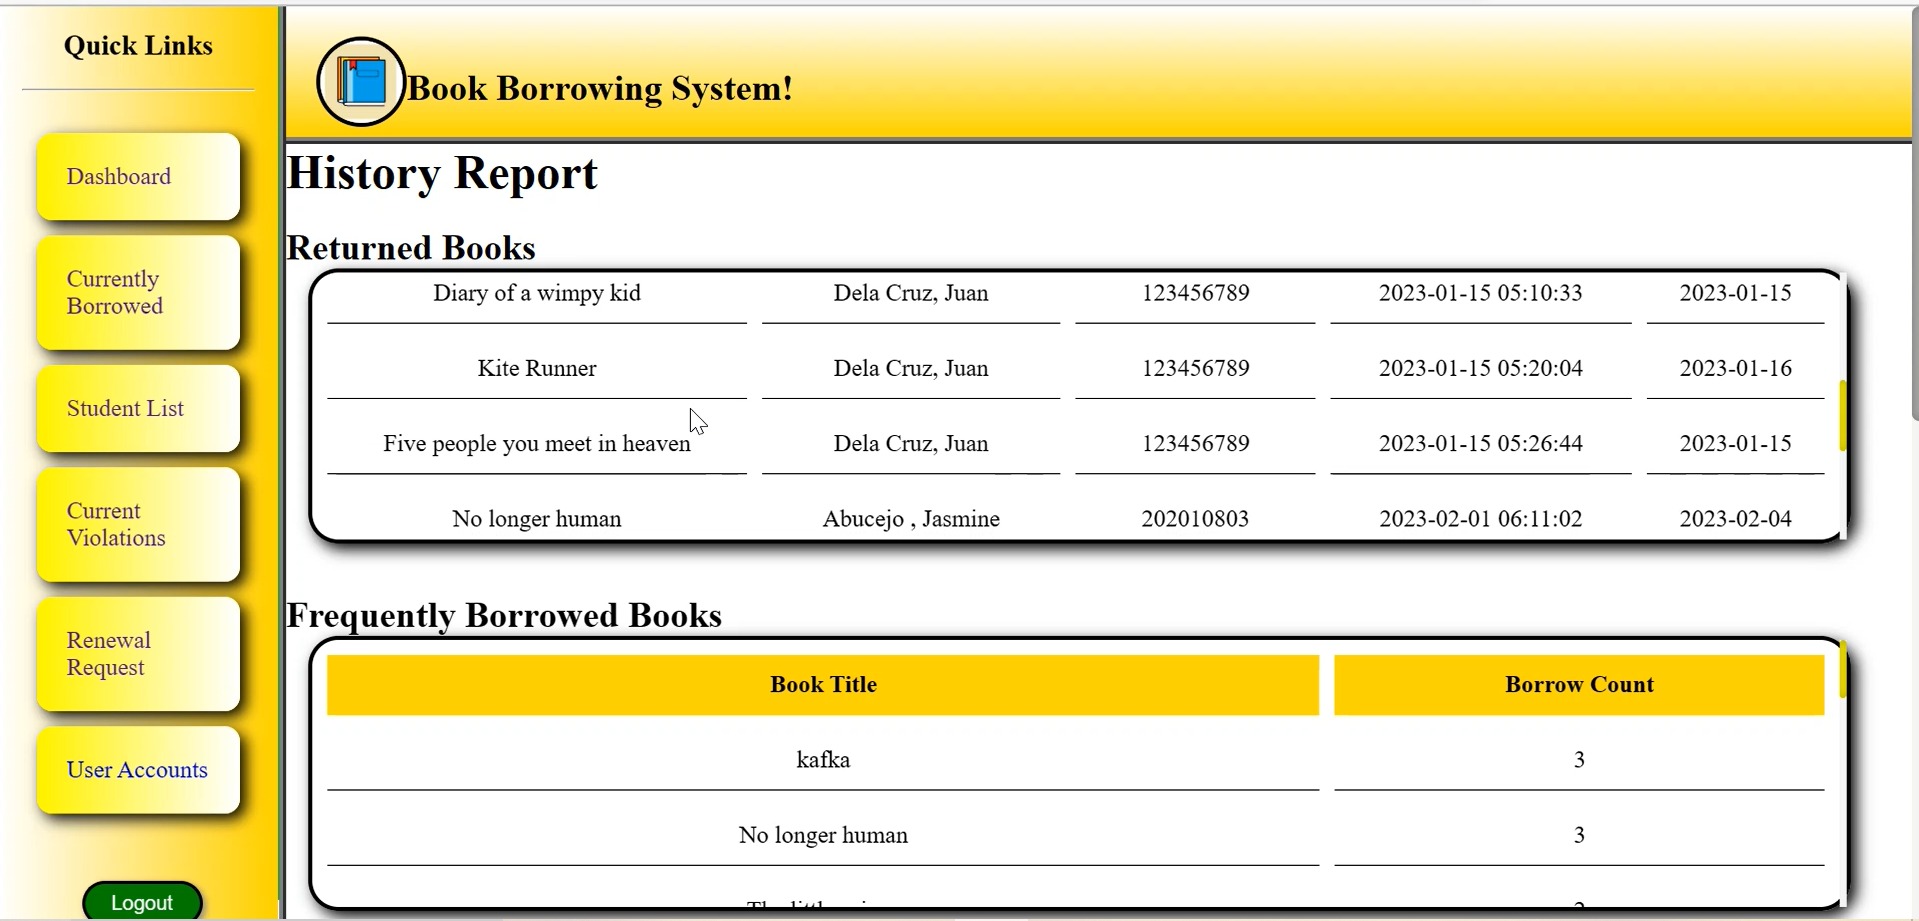 Quick Links
Dashboard
Currently
Borrowed
Student List
Current
Violations
Renewal
Request
User Accounts
Logout
Book Borrowing System!
History Report
Returned Books
Diary of a wimpy kid Dela Cruz, Juan 123456789 2023-01-15 05:10:33 2023-01-15
Kite Runner Dela Cruz, Juan 123456789 2023-01-15 05:20:04 2023-01-16
Five people you meet in heaven Dela Cruz, Juan 123456789 2023-01-15 05:26:44 2023-01-15
No longer human Abucejo , Jasmine 202010803 2023-02-01 06:11:02 2023-02-04
Frequently Borrowed Books
Book Title Borrow Count
kafka 3
No longer human 3